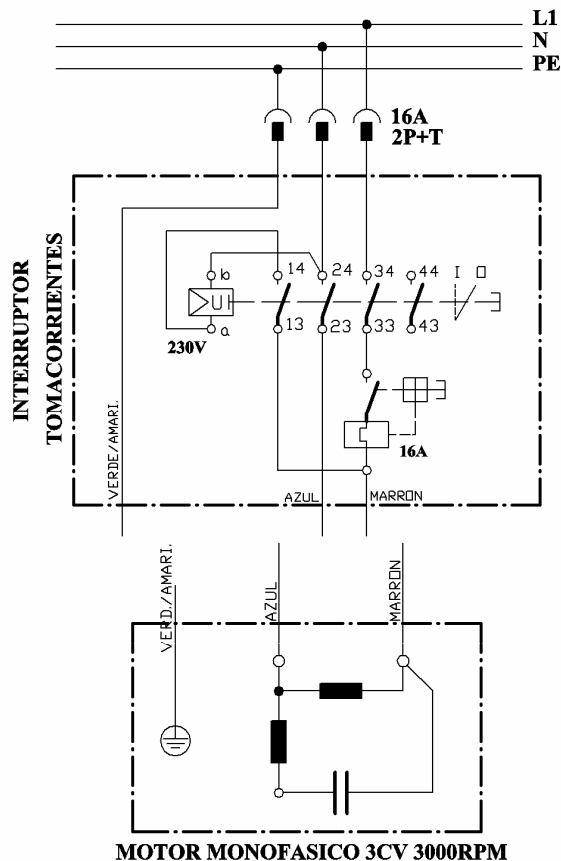 L1
N
PE
16A
2P+T
INTERRUPTOR
TOMACORRIENTES
b
14
24
34
44
I O
U
a
13
23
33
43
230V
16A
VERDE/AMARI.
AZUL
MARRON
VERD./AMARI.
AZUL
MARRON
MOTOR MONOFASICO 3CV 3000RPM